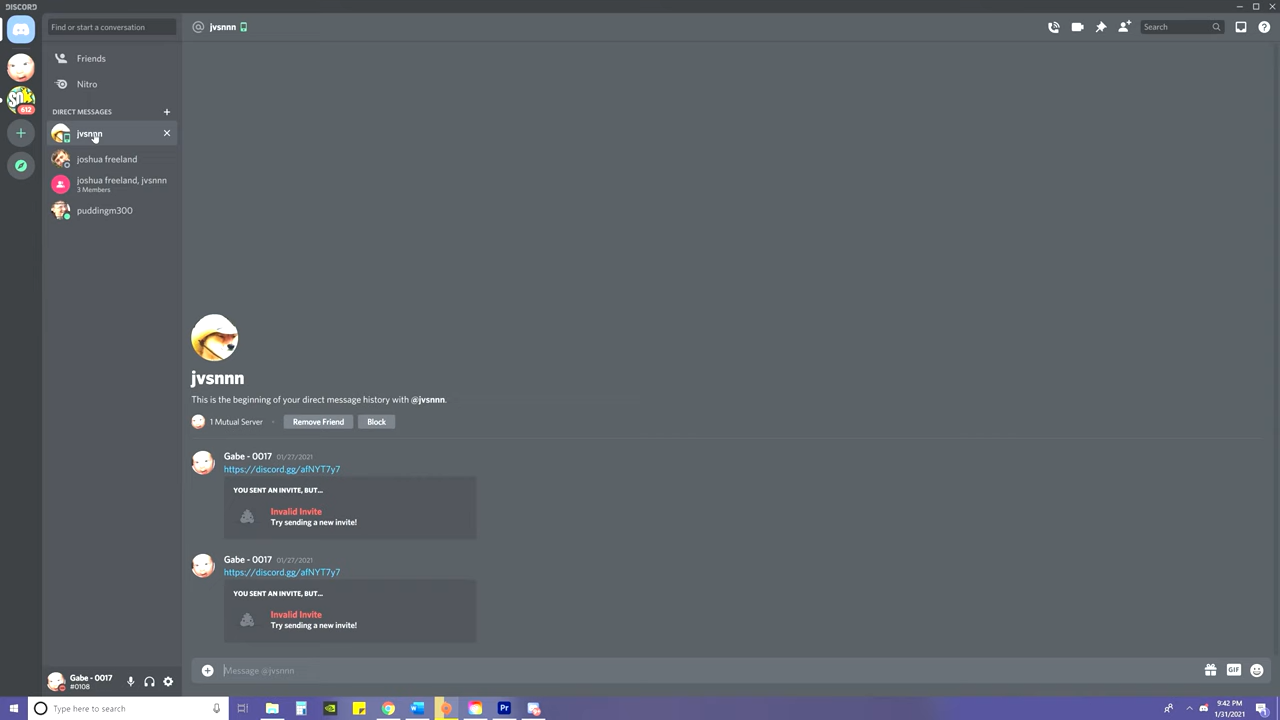 DISCORD
Find or start a conversation
@ jvsnnn
Search
Friends
Nitro
DIRECT MESSAGES
jvsnnn
joshua freeland
joshua freeland, jvsnnn
3 Members
puddingm300
612
jvsnnn
This is the beginning of your direct message history with @jvsnnn.
1 Mutual Server
Remove Friend
Block
Gabe - 0017 01/27/2021
https://discord.gg/afNYT7y7
YOU SENT AN INVITE, BUT...
Invalid Invite
Try sending a new invite!
Gabe - 0017 01/27/2021
https://discord.gg/afNYT7y7
YOU SENT AN INVITE, BUT...
Invalid Invite
Try sending a new invite!
Message @jvsnnn
GIF
Gabe - 0017
#0108
Type here to search
W
Pr
9:42 PM
1/31/2021